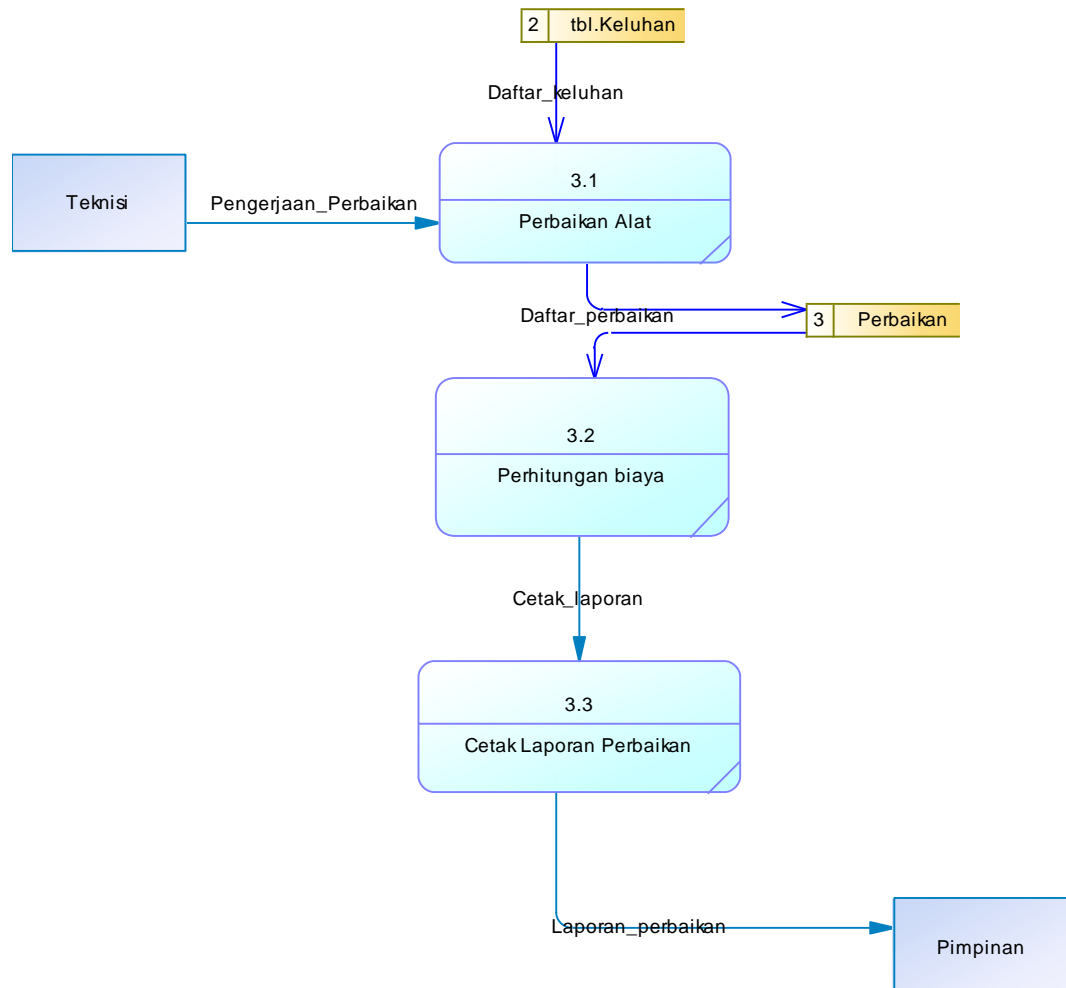 2 tbl.Keluhan
Daftar_keluhan
3.1
Teknisi
Pengerjaan_Perbaikan
Perbaikan Alat
Daftar_perbaikan
3 Perbaikan
3.2
Perhitungan biaya
Cetak_laporan
3.3
Cetak Laporan Perbaikan
Laporan_perbaikan
Pimpinan